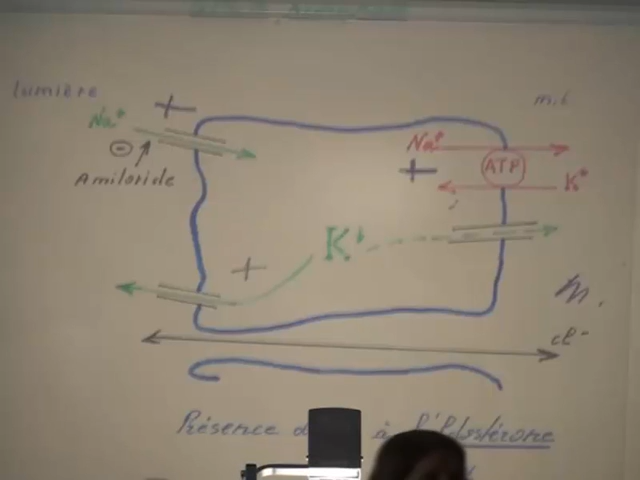 lumière
m.i
Na⁺
Na⁺
Amiloride
ATP
K⁺
K⁺
cl⁻
Présence d à l'Aldostérone